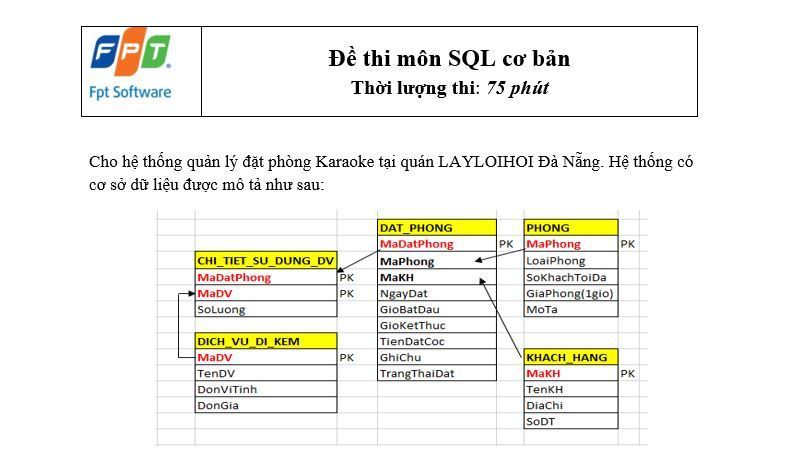 FPT
Fpt Software
Đề thi môn SQL cơ bản
Thời lượng thi: 75 phút
Cho hệ thống quản lý đặt phòng Karaoke tại quán LAYLOIHOI Đà Nẵng. Hệ thống có
cơ sở dữ liệu được mô tả như sau:
CHI_TIET_SU_DUNG_DV
MaDatPhong PK
MaDV PK
SoLuong
DICH_VU_DI_KEM
MaDV PK
TenDV
DonViTinh
DonGia
DAT_PHONG
MaDatPhong PK
MaPhong
MaKH
NgayDat
GioBatDau
GioKetThuc
TienDatCoc
GhiChu
TrangThaiDat
PHONG
MaPhong PK
LoaiPhong
SoKhachToiDa
GiaPhong(1gio)
MoTa
KHACH_HANG
MaKH PK
TenKH
DiaChi
SoDT